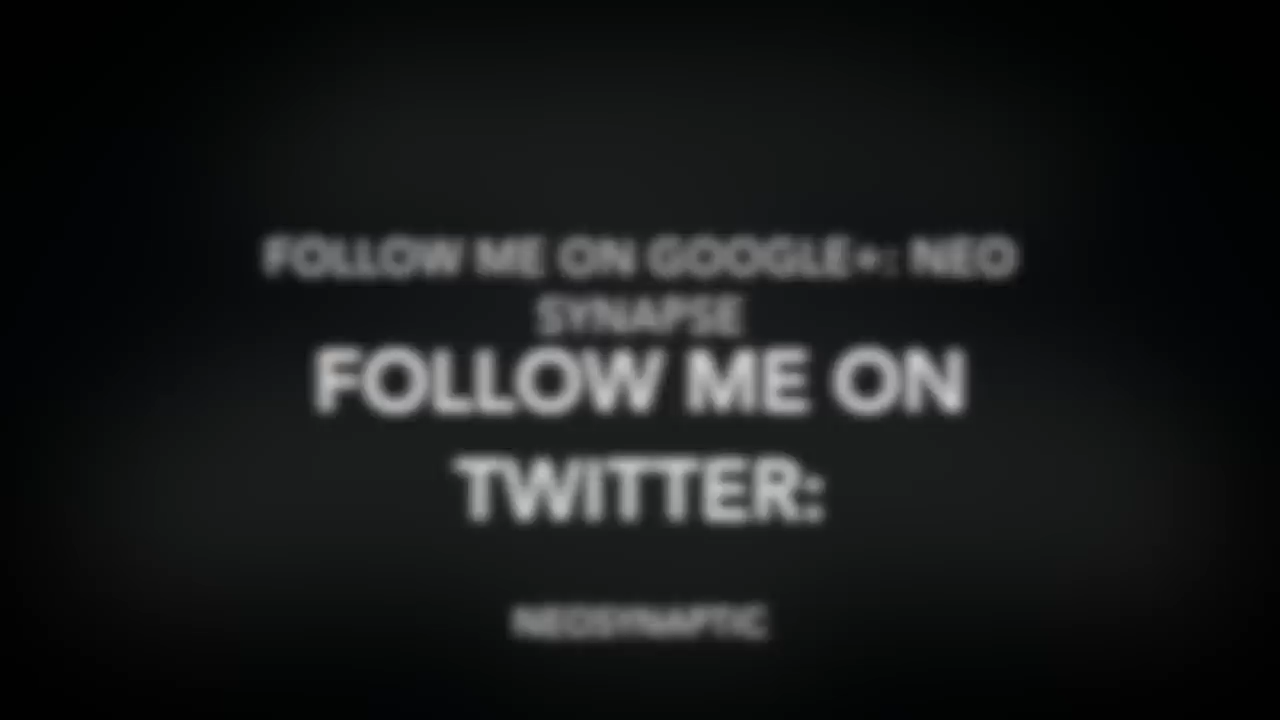 FOLLOW ME ON GOOGLE+: NEO
SYNAPSE
FOLLOW ME ON
TWITTER:
NEOSYNAPTIC